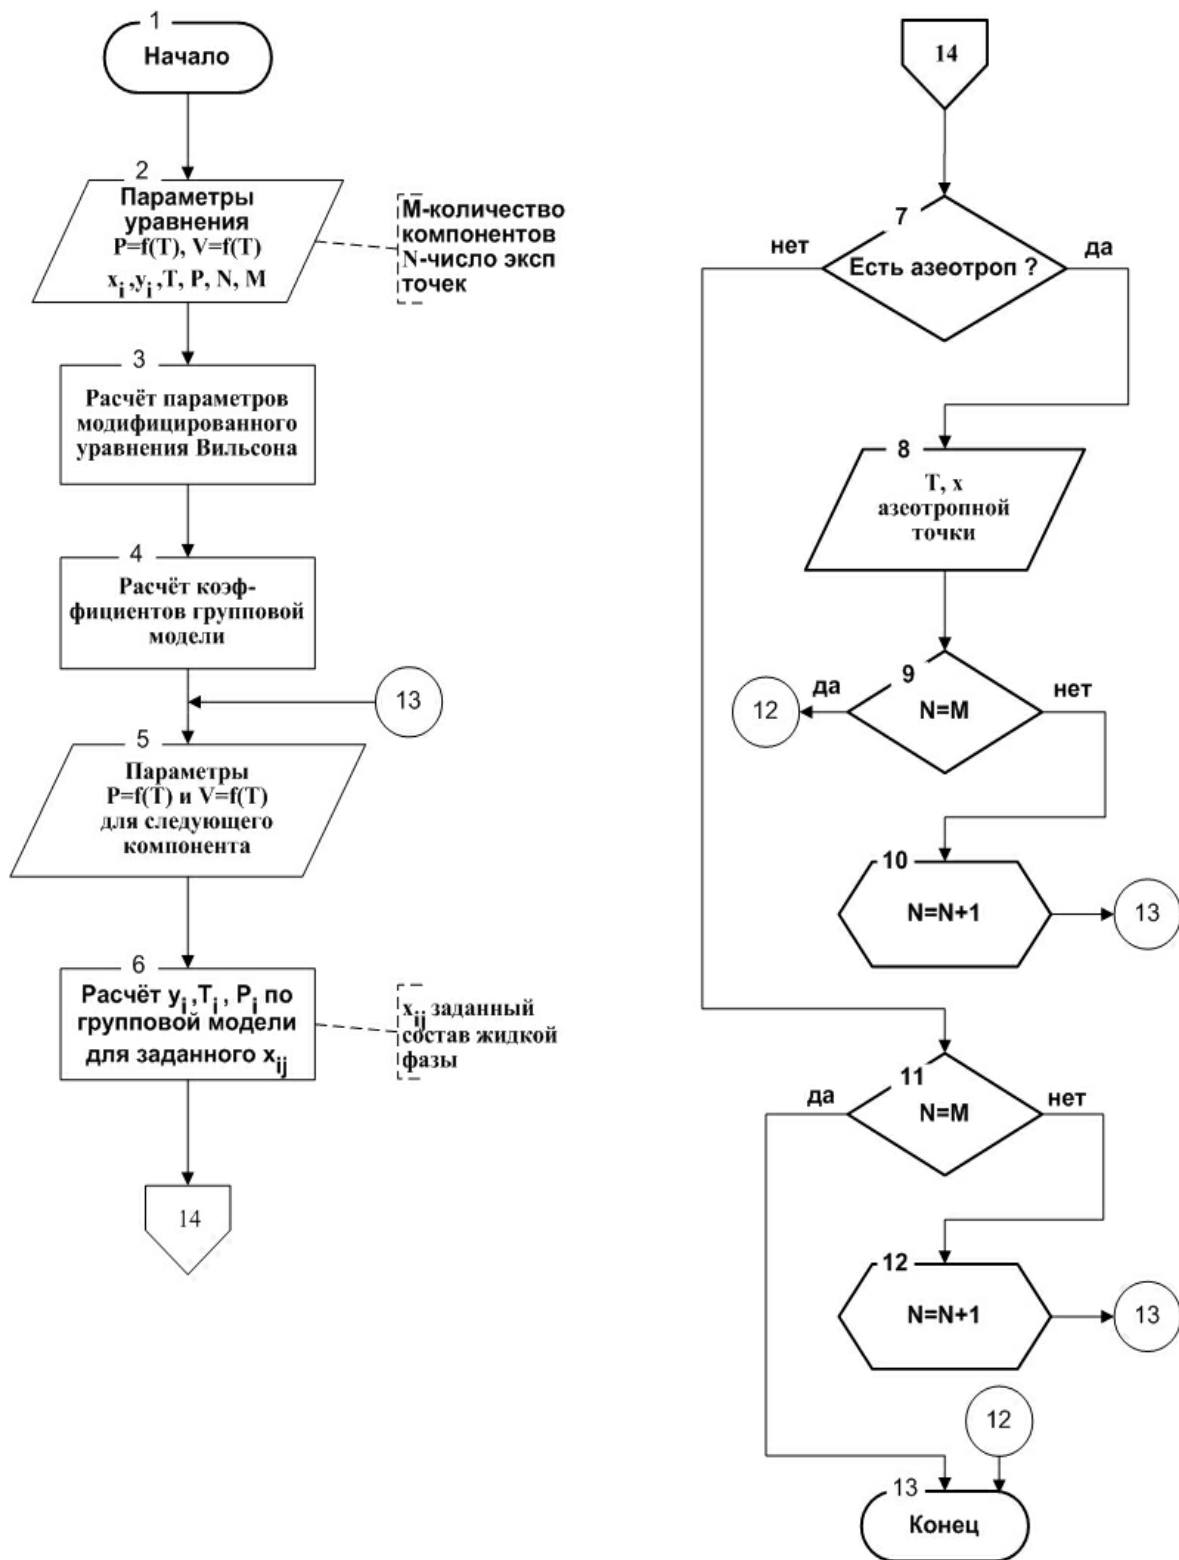 1
Начало
2
Параметры
уравнения
P=f(T), V=f(T)
xi ,yi ,T, P, N, M
M-количество
компонентов
N-число эксп
точек
3
Расчёт параметров
модифицированного
уравнения Вильсона
4
Расчёт коэф-
фициентов групповой
модели
13
5
Параметры
P=f(T) и V=f(T)
для следующего
компонента
6
Расчёт yi ,Ti , Pi по
групповой модели
для заданного xij
xij заданный
состав жидкой
фазы
14
14
7
нет
да
Есть азеотроп ?
8
T, x
азеотропной
точки
9
да
нет
N=M
12
10
N=N+1
13
11
да
нет
N=M
12
N=N+1
13
12
13
Конец